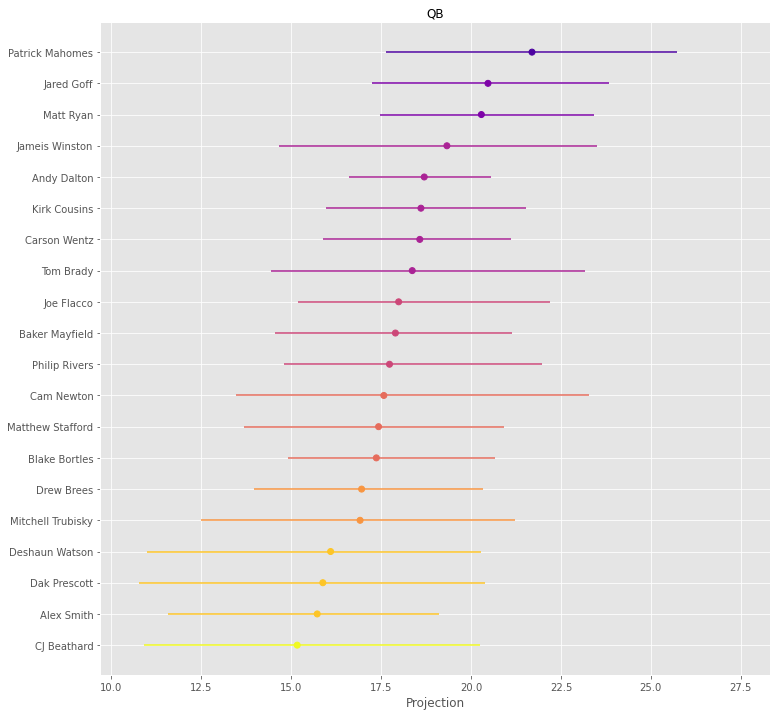 QB
Patrick Mahomes
Jared Goff
Matt Ryan
Jameis Winston
Andy Dalton
Kirk Cousins
Carson Wentz
Tom Brady
Joe Flacco
Baker Mayfield
Philip Rivers
Cam Newton
Matthew Stafford
Blake Bortles
Drew Brees
Mitchell Trubisky
Deshaun Watson
Dak Prescott
Alex Smith
CJ Beathard
10.0 12.5 15.0 17.5 20.0 22.5 25.0 27.5
Projection